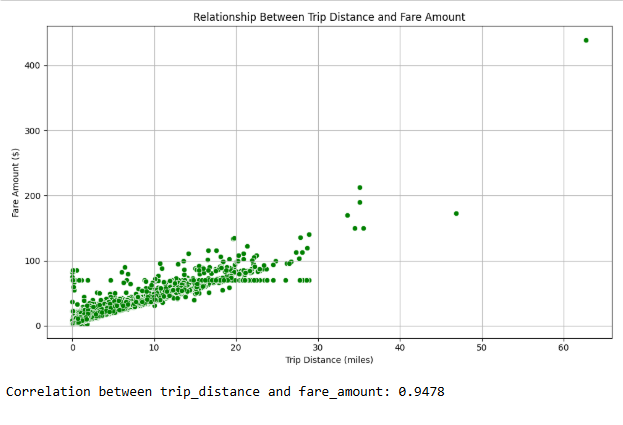 Relationship Between Trip Distance and Fare Amount
400
300
200
100
0
Fare Amount ($)
0 10 20 30 40 50 60
Trip Distance (miles)
Correlation between trip_distance and fare_amount: 0.9478